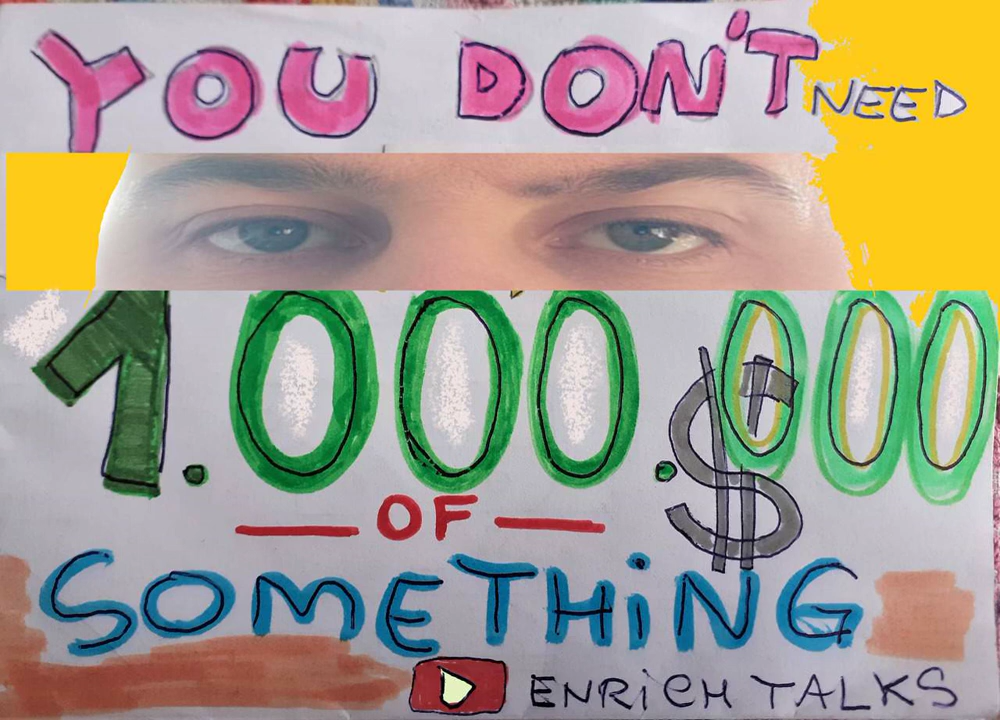 YOU DON'T NEED
1.000.000
$
OF
SOMETHING
ENRICH TALKS